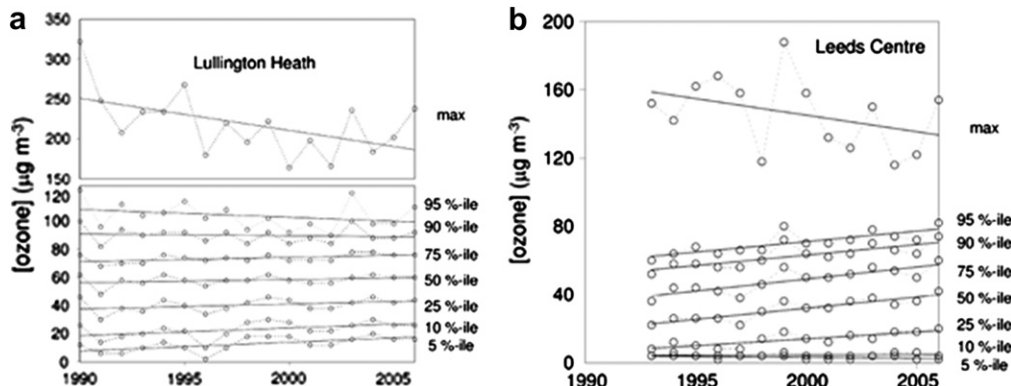 a
350
300
250
200
150
Lullington Heath
max
120
100
80
60
40
20
0
[ozone] (µg m⁻³)
[ozone] (µg m⁻³)
95 %-ile
90 %-ile
75 %-ile
50 %-ile
25 %-ile
10 %-ile
5 %-ile
1990 1995 2000 2005
b
200
160
120
80
40
0
[ozone] (µg m⁻³)
Leeds Centre
max
95 %-ile
90 %-ile
75 %-ile
50 %-ile
25 %-ile
10 %-ile
5 %-ile
1990 1995 2000 2005